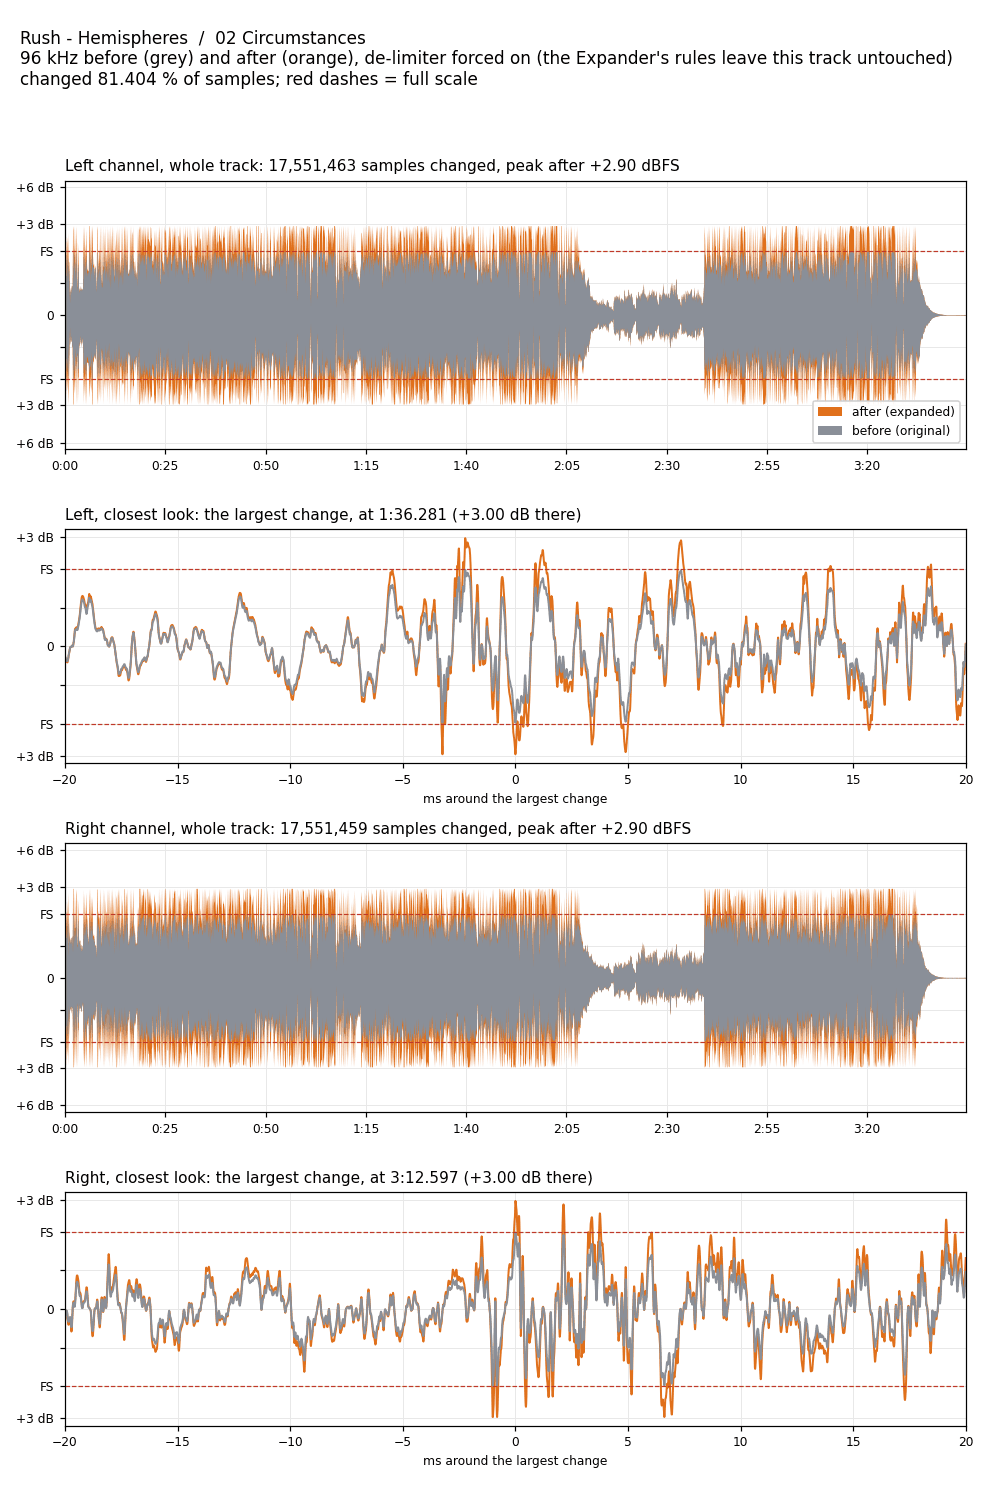 Rush - Hemispheres  /  02 Circumstances
96 kHz before (grey) and after (orange), de-limiter forced on (the Expander's rules leave this track untouched)
changed 81.404 % of samples; red dashes = full scale
Left channel, whole track: 17,551,463 samples changed, peak after +2.90 dBFS
+6 dB
+3 dB
FS
0
FS
+3 dB
+6 dB
after (expanded)
before (original)
0:00 0:25 0:50 1:15 1:40 2:05 2:30 2:55 3:20
Left, closest look: the largest change, at 1:36.281 (+3.00 dB there)
+3 dB
FS
0
FS
+3 dB
−20 −15 −10 −5 0 5 10 15 20
ms around the largest change
Right channel, whole track: 17,551,459 samples changed, peak after +2.90 dBFS
+6 dB
+3 dB
FS
0
FS
+3 dB
+6 dB
0:00 0:25 0:50 1:15 1:40 2:05 2:30 2:55 3:20
Right, closest look: the largest change, at 3:12.597 (+3.00 dB there)
+3 dB
FS
0
FS
+3 dB
−20 −15 −10 −5 0 5 10 15 20
ms around the largest change